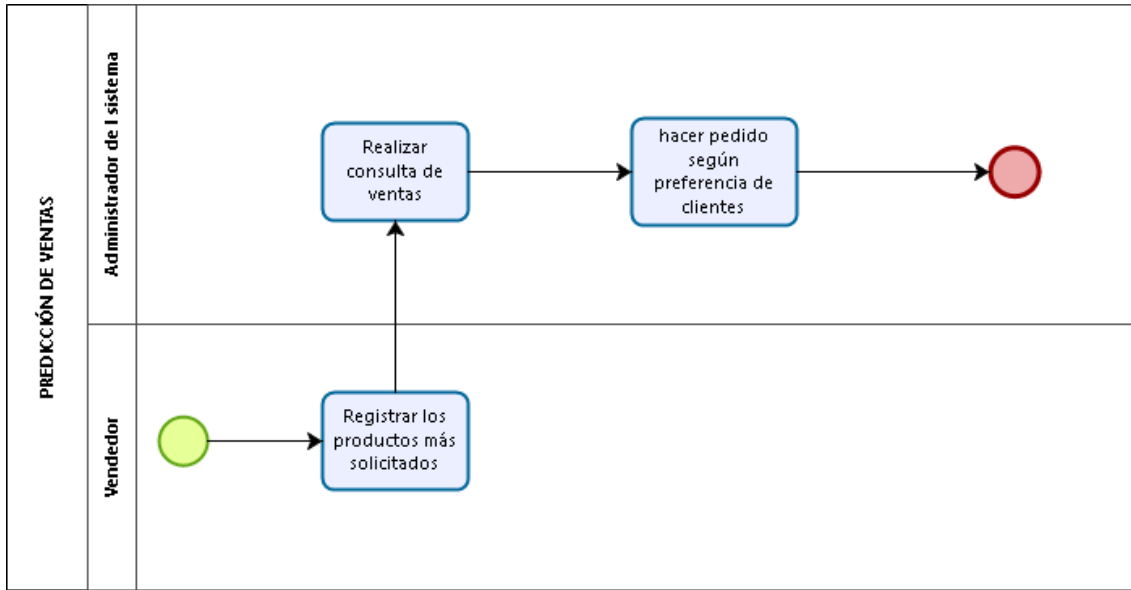 PREDICCIÓN DE VENTAS
Administrador de l sistema
Realizar
consulta de
ventas
hacer pedido
según
preferencia de
clientes
Vendedor
Registrar los
productos más
solicitados